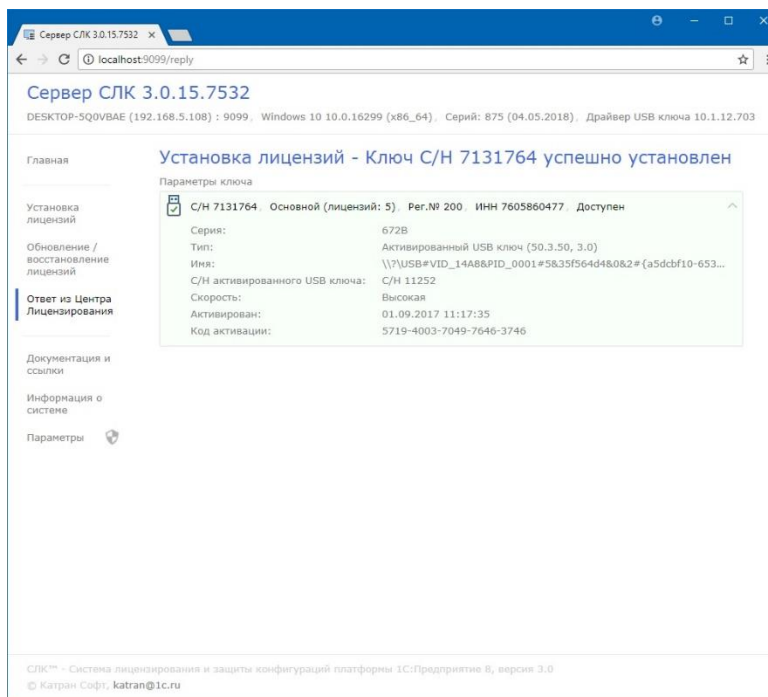 Сервер СЛК 3.0.15.7532
localhost:9099/reply
Сервер СЛК 3.0.15.7532
DESKTOP-5Q0VBAE (192.168.5.108) : 9099, Windows 10 10.0.16299 (x86_64), Серий: 875 (04.05.2018), Драйвер USB ключа 10.1.12.703
Главная
Установка лицензий
Обновление / восстановление лицензий
Ответ из Центра Лицензирования
Документация и ссылки
Информация о системе
Параметры
Установка лицензий - Ключ С/Н 7131764 успешно установлен
Параметры ключа
С/Н 7131764, Основной (лицензий: 5), Рег.№ 200, ИНН 7605860477, Доступен
Серия: 672B
Тип: Активированный USB ключ (50.3.50, 3.0)
Имя: \\?\USB#VID_14A8&PID_0001#5&35f564d4&0&2#{a5dcbf10-653...
С/Н активированного USB ключа: С/Н 11252
Скорость: Высокая
Активирован: 01.09.2017 11:17:35
Код активации: 5719-4003-7049-7646-3746
СЛК™ - Система лицензирования и защиты конфигураций платформы 1С:Предприятие 8, версия 3.0
© Катран Софт, katran@1c.ru